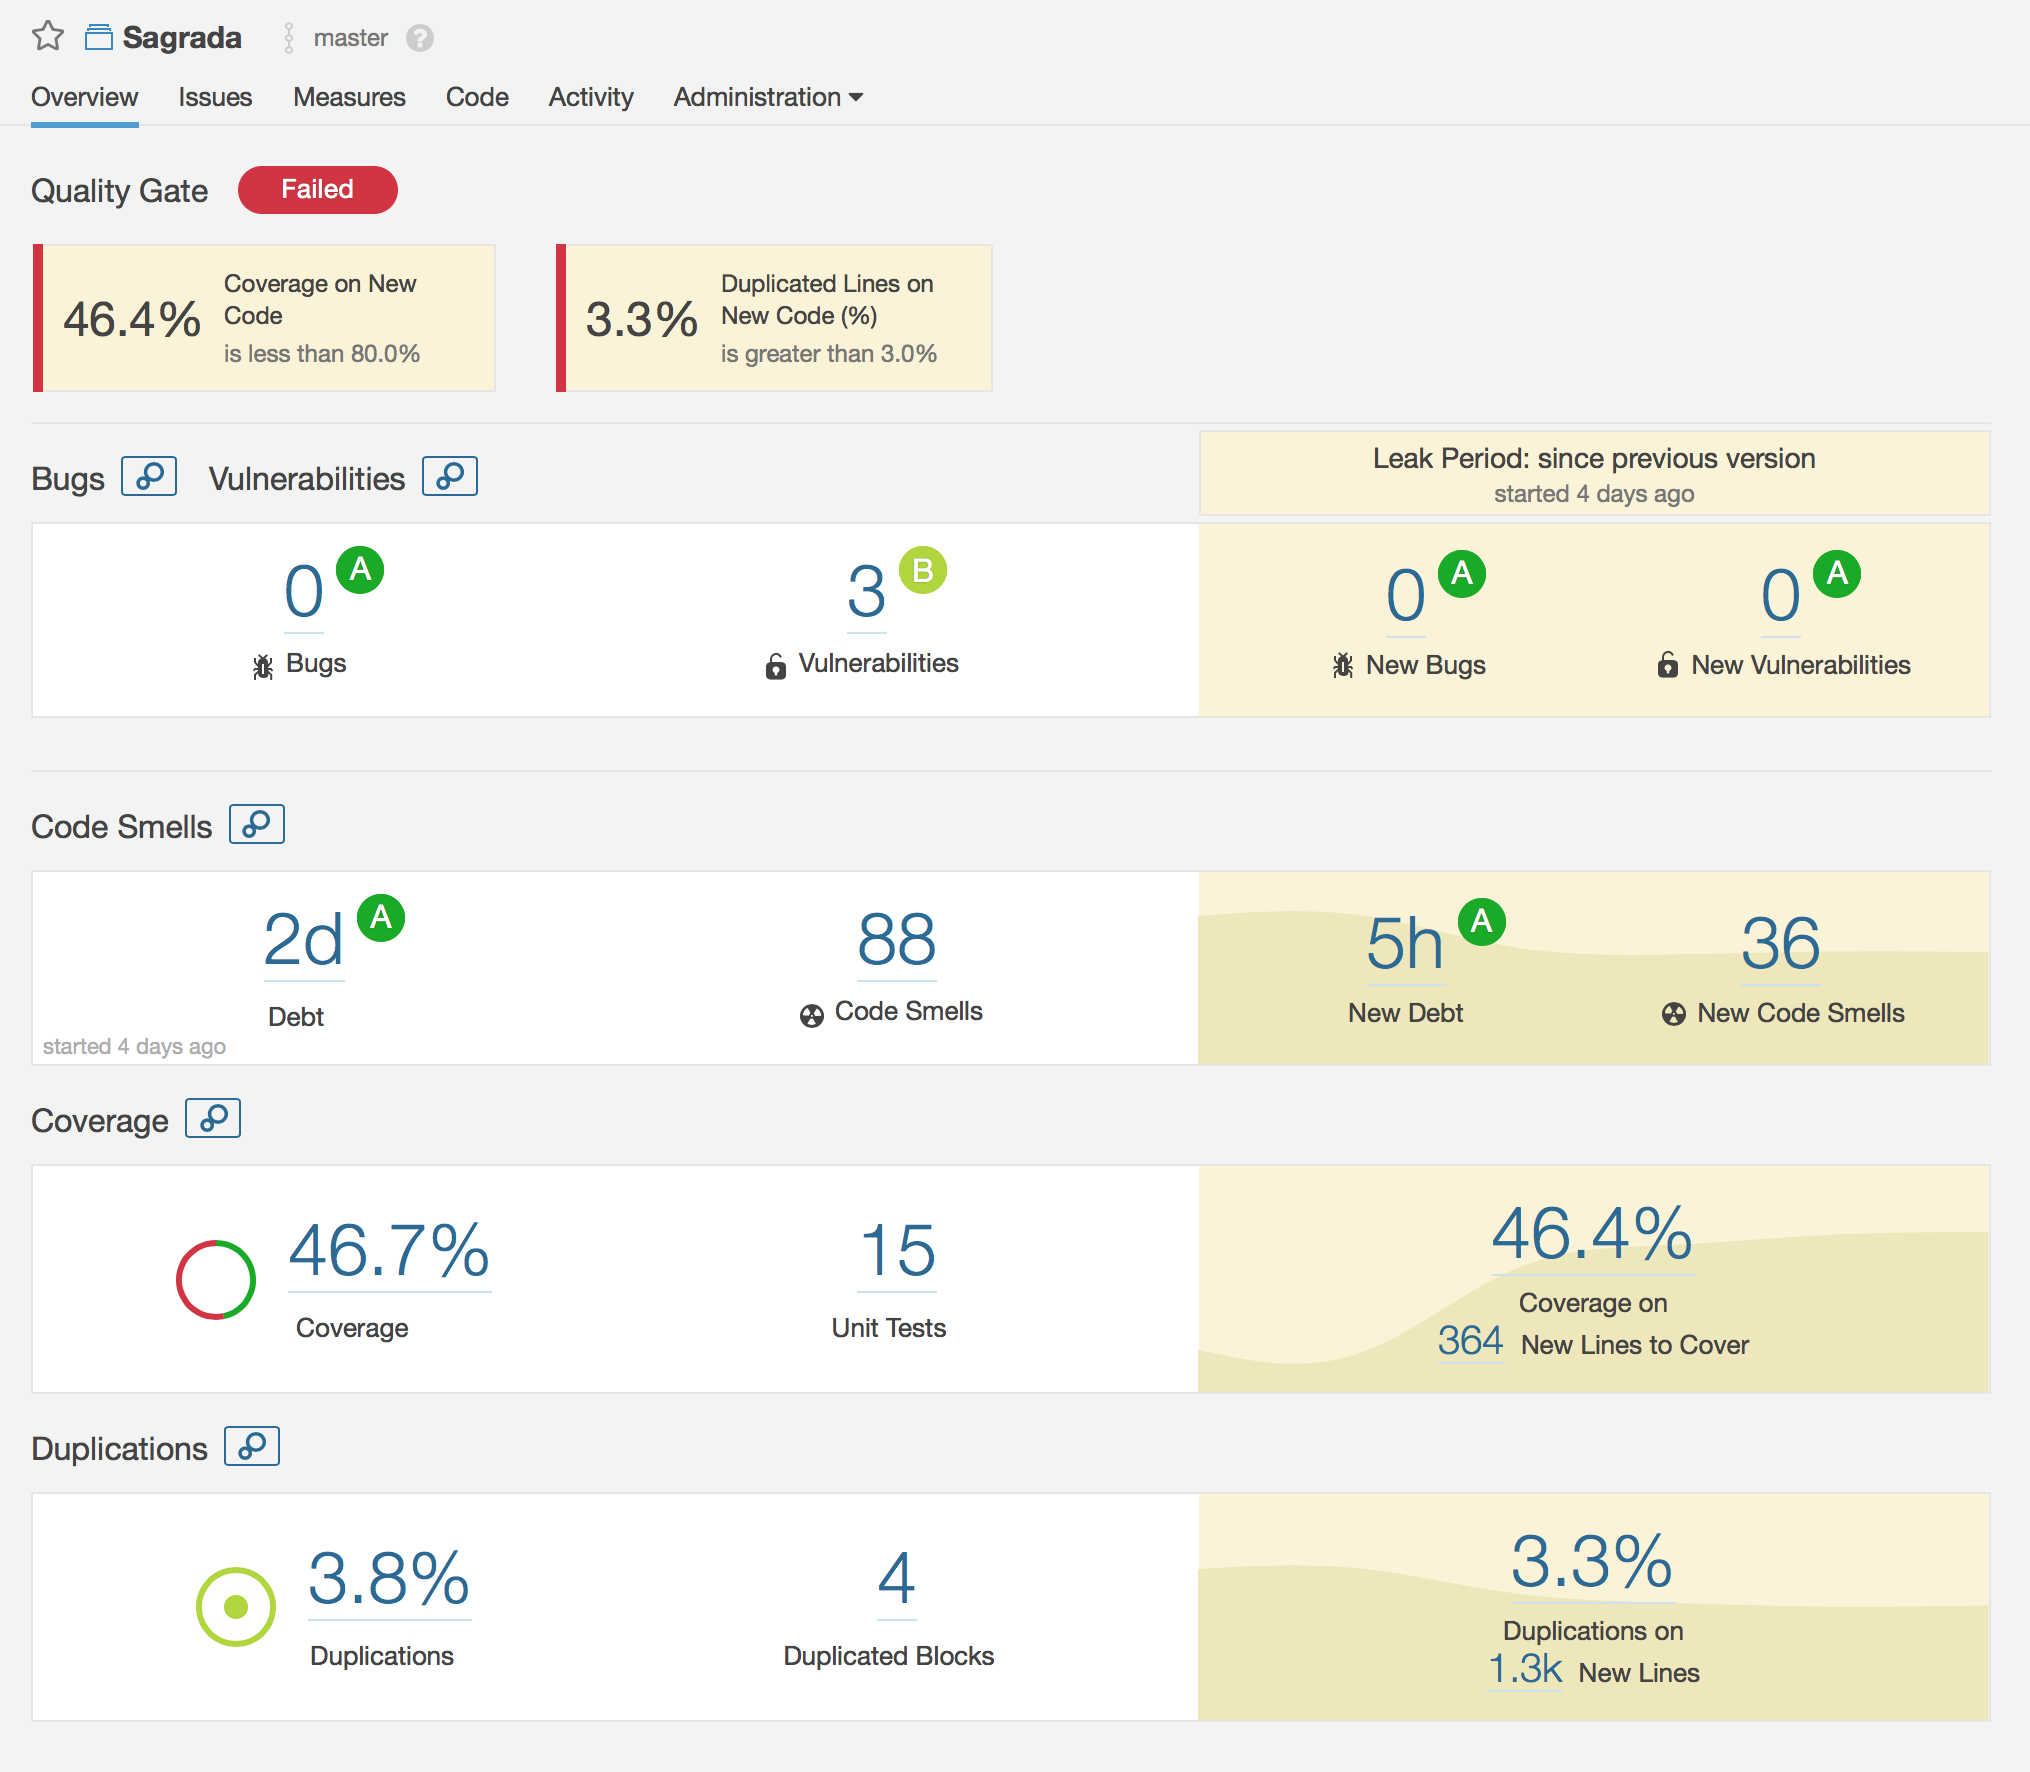 Sagrada master ?
Overview Issues Measures Code Activity Administration
Quality Gate Failed
46.4%
Coverage on New
Code
is less than 80.0%
3.3%
Duplicated Lines on
New Code (%)
is greater than 3.0%
Bugs Vulnerabilities
Leak Period: since previous version
started 4 days ago
0 A
Bugs
3 B
Vulnerabilities
0 A
New Bugs
0 A
New Vulnerabilities
Code Smells
2d A
Debt
started 4 days ago
88
Code Smells
5h A
New Debt
36
New Code Smells
Coverage
46.7%
Coverage
15
Unit Tests
46.4%
Coverage on
364 New Lines to Cover
Duplications
3.8%
Duplications
4
Duplicated Blocks
3.3%
Duplications on
1.3k New Lines